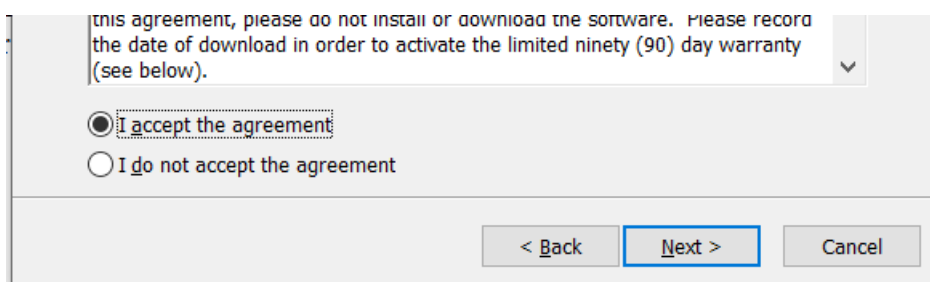 this agreement, please do not install or download the software.  Please record
the date of download in order to activate the limited ninety (90) day warranty
(see below).
I accept the agreement
I do not accept the agreement
< Back
Next >
Cancel